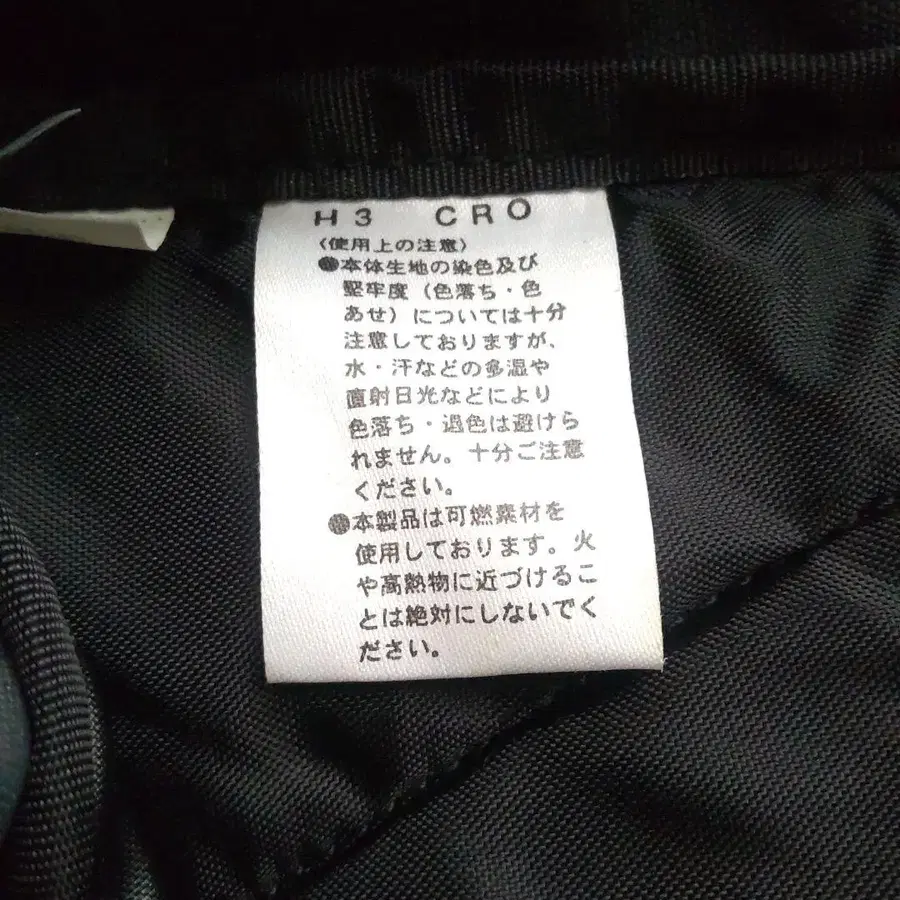 H3 CRO
〈使用上の注意〉
●本体生地の染色及び
堅牢度(色落ち・色
あせ)については十分
注意しておりますが、
水・汗などの多湿や
直射日光などにより
色落ち・退色は避けら
れません。十分ご注意
ください。
●本製品は可燃素材を
使用しております。火
や高熱物に近づけるこ
とは絶対にしないでく
ださい。